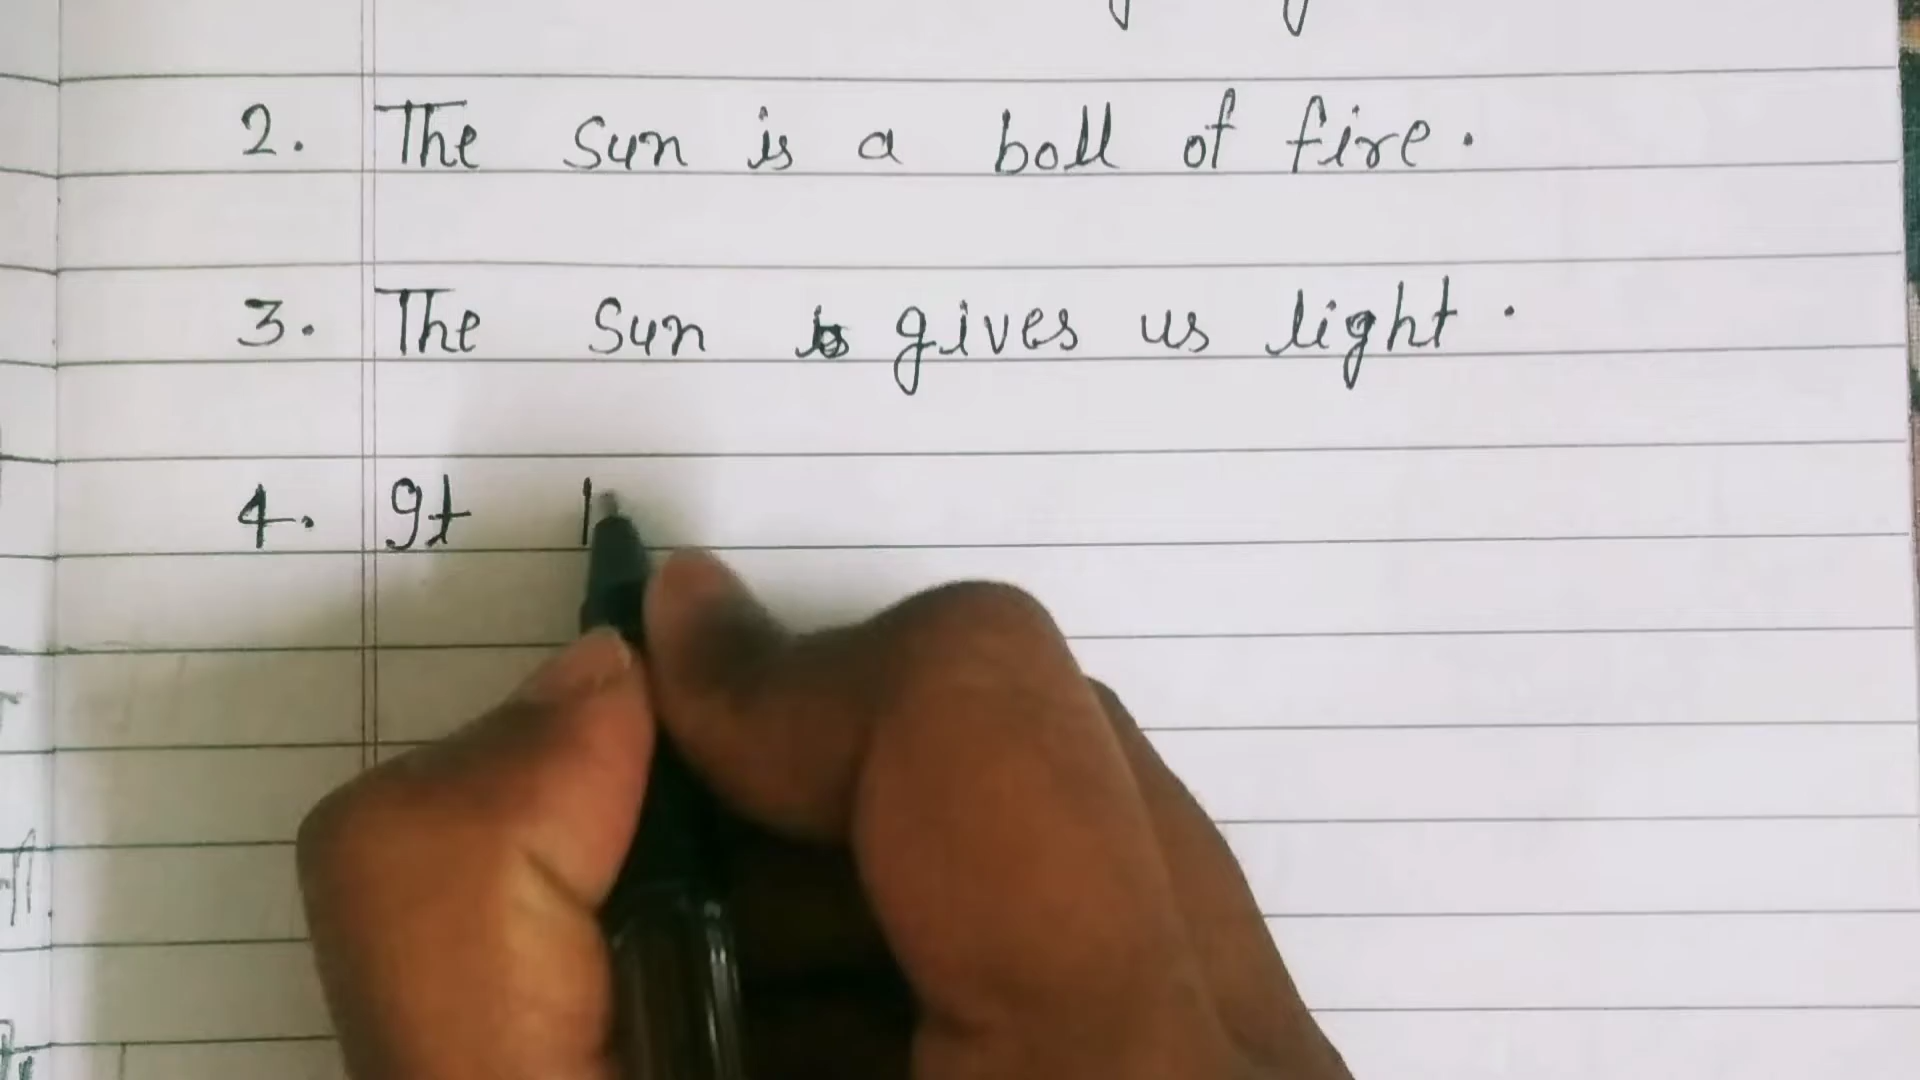 2. The Sun is a ball of fire.
3. The Sun gives us light.
4. It